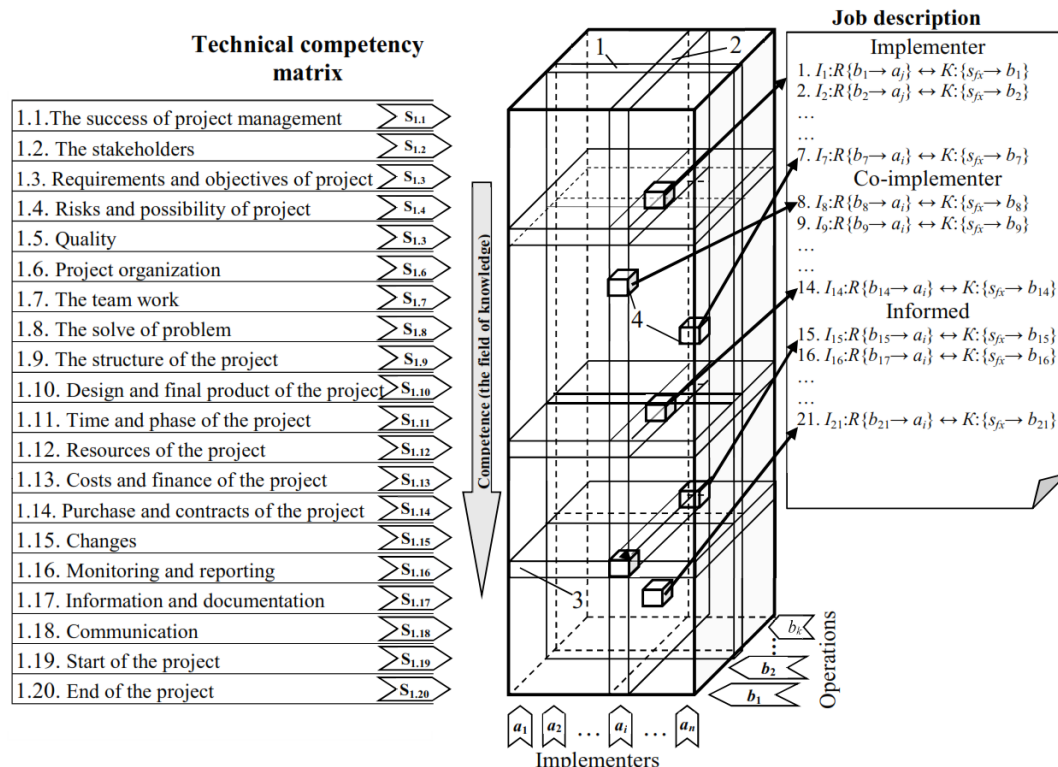 Technical competency
matrix
1.1.The success of project management S1.1
1.2. The stakeholders S1.2
1.3. Requirements and objectives of project S1.3
1.4. Risks and possibility of project S1.4
1.5. Quality S1.3
1.6. Project organization S1.6
1.7. The team work S1.7
1.8. The solve of problem S1.8
1.9. The structure of the project S1.9
1.10. Design and final product of the project S1.10
1.11. Time and phase of the project S1.11
1.12. Resources of the project S1.12
1.13. Costs and finance of the project S1.13
1.14. Purchase and contracts of the project S1.14
1.15. Changes S1.15
1.16. Monitoring and reporting S1.16
1.17. Information and documentation S1.17
1.18. Communication S1.18
1.19. Start of the project S1.19
1.20. End of the project S1.20
Competence (the field of knowledge)
1
2
4
3
a1 a2 … ai … an
Implementers
b1
b2
⋮
bk
Operations
Job description
Implementer
1. I1:R{b1→ aj} ↔ K:{sfx→ b1}
2. I2:R{b2→ aj} ↔ K:{sfx→ b2}
…
…
7. I7:R{b7→ ai} ↔ K:{sfx→ b7}
Co-implementer
8. I8:R{b8→ ai} ↔ K:{sfx→ b8}
9. I9:R{b9→ ai} ↔ K:{sfx→ b9}
…
…
14. I14:R{b14→ ai} ↔ K:{sfx→ b14}
Informed
15. I15:R{b15→ ai} ↔ K:{sfx→ b15}
16. I16:R{b17→ ai} ↔ K:{sfx→ b16}
…
…
21. I21:R{b21→ ai} ↔ K:{sfx→ b21}